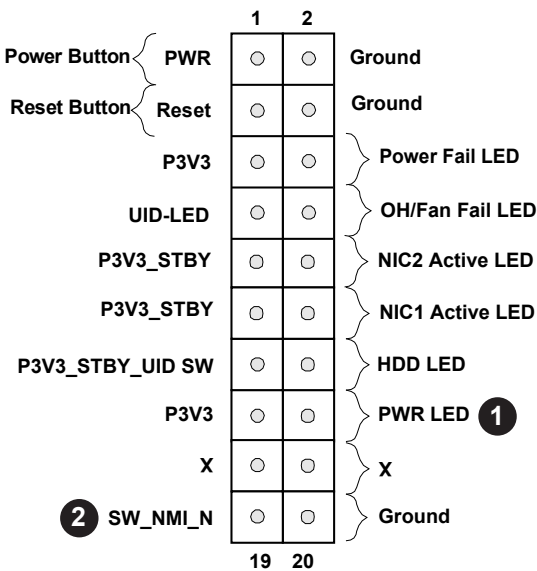 1 2
Power Button PWR Ground
Reset Button Reset Ground
P3V3 Power Fail LED
UID-LED OH/Fan Fail LED
P3V3_STBY NIC2 Active LED
P3V3_STBY NIC1 Active LED
P3V3_STBY_UID SW HDD LED
P3V3 PWR LED 1
X X
2 SW_NMI_N Ground
19 20